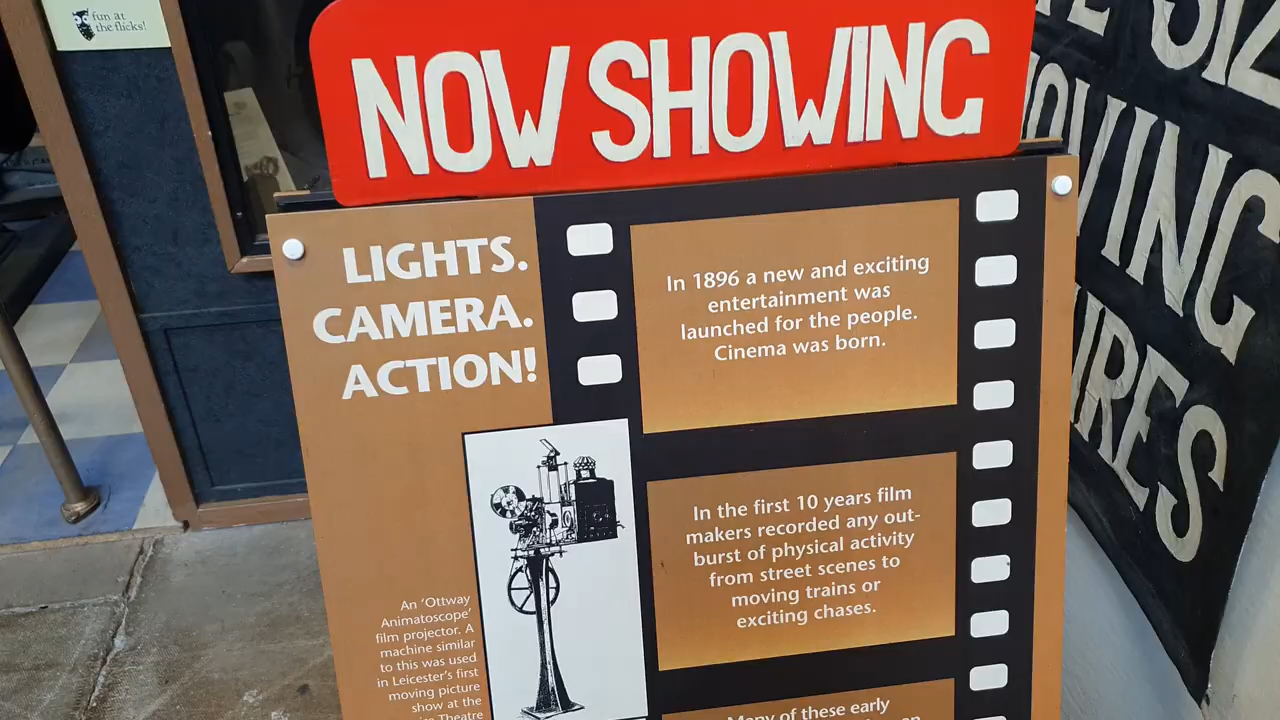 fun at
the flicks!
NOW SHOWING
LIGHTS.
CAMERA.
ACTION!
In 1896 a new and exciting
entertainment was
launched for the people.
Cinema was born.
In the first 10 years film
makers recorded any out-
burst of physical activity
from street scenes to
moving trains or
exciting chases.
An ‘Ottway
Animatoscope’
film projector. A
machine similar
to this was used
in Leicester’s first
moving picture
show at the
Theatre
Many of these early